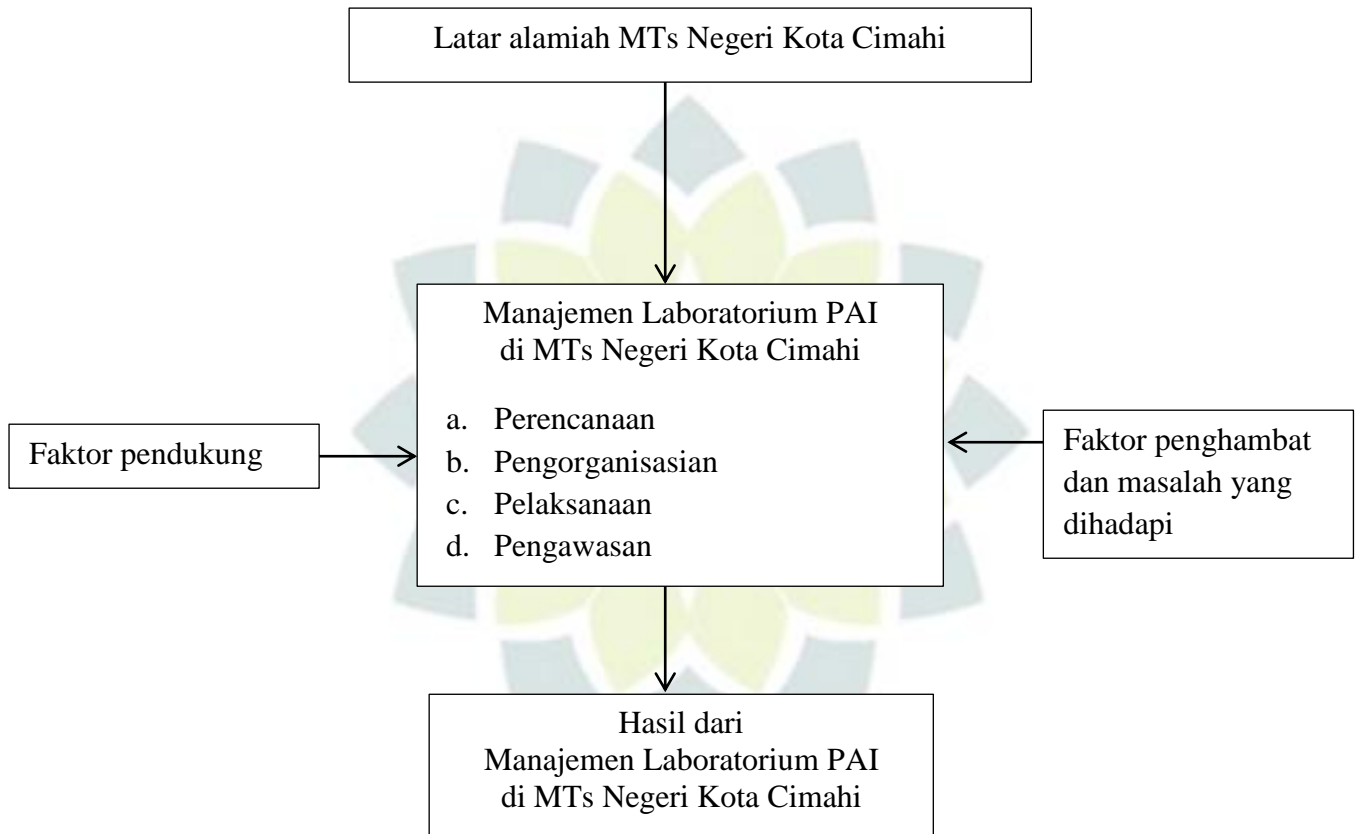 Latar alamiah MTs Negeri Kota Cimahi
Manajemen Laboratorium PAI
di MTs Negeri Kota Cimahi
a. Perencanaan
b. Pengorganisasian
c. Pelaksanaan
d. Pengawasan
Faktor pendukung
Faktor penghambat
dan masalah yang
dihadapi
Hasil dari
Manajemen Laboratorium PAI
di MTs Negeri Kota Cimahi